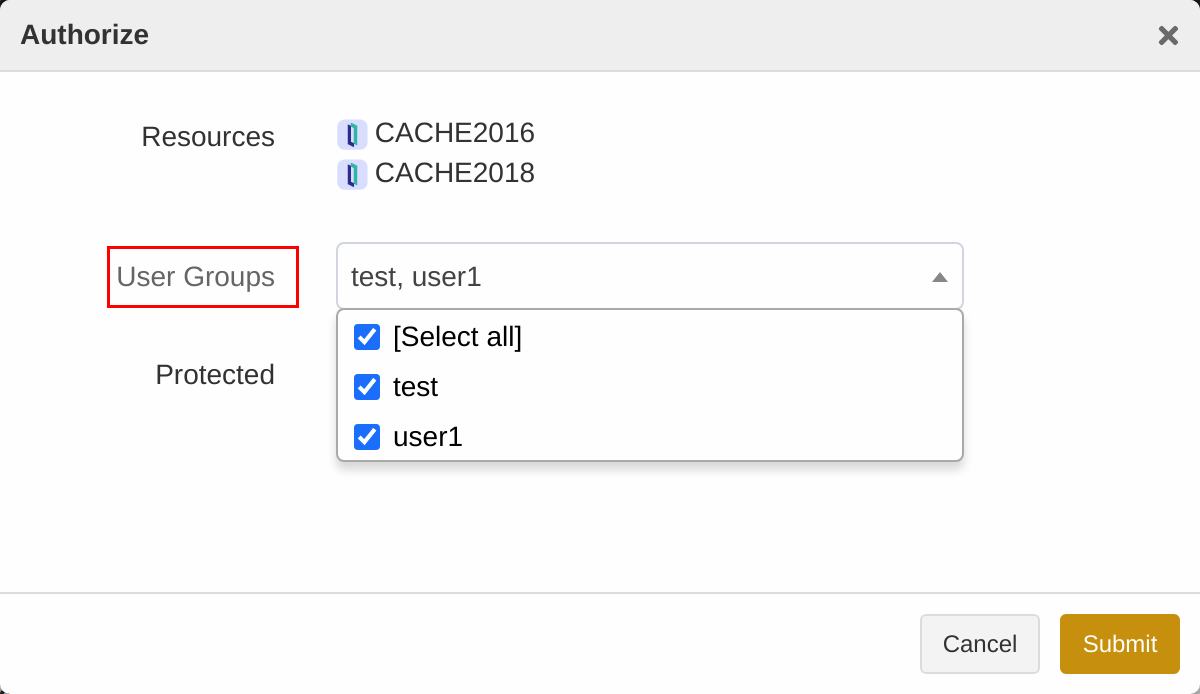 Authorize
Resources
CACHE2016
CACHE2018
User Groups
test, user1
[Select all]
test
user1
Protected
Cancel
Submit